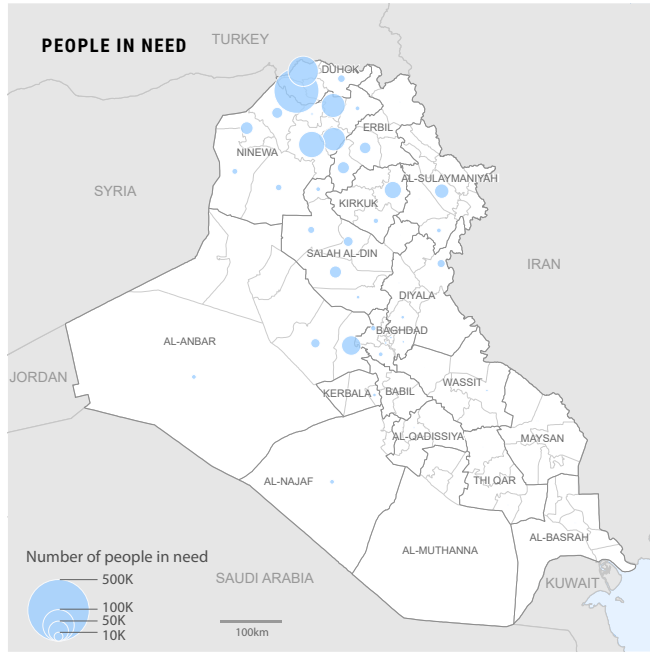 PEOPLE IN NEED
TURKEY
DUHOK
ERBIL
NINEWA
AL-SULAYMANIYAH
SYRIA
KIRKUK
SALAH AL-DIN
IRAN
DIYALA
BAGHDAD
AL-ANBAR
JORDAN
KERBALA
BABIL
WASSIT
AL-QADISSIYA
MAYSAN
AL-NAJAF
THI QAR
AL-BASRAH
AL-MUTHANNA
Number of people in need
500K
100K
50K
10K
SAUDI ARABIA
KUWAIT
100km